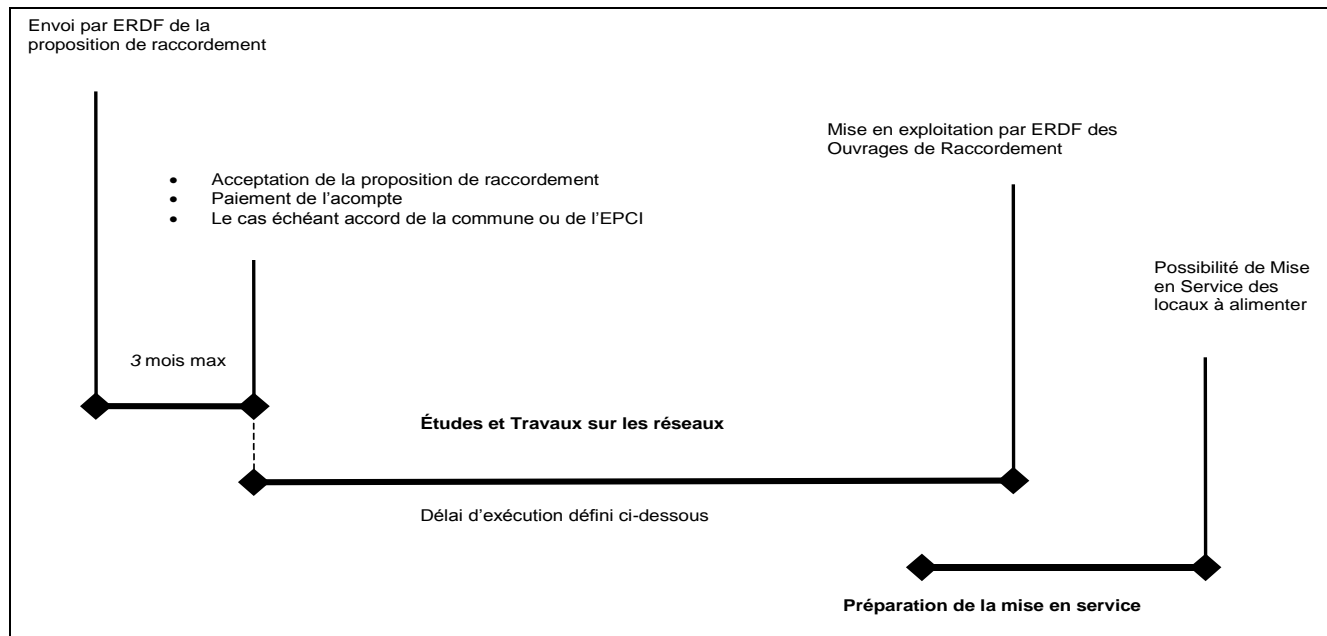 Envoi par ERDF de la
proposition de raccordement
Mise en exploitation par ERDF des
Ouvrages de Raccordement
• Acceptation de la proposition de raccordement
• Paiement de l'acompte
• Le cas échéant accord de la commune ou de l'EPCI
Possibilité de Mise
en Service des
locaux à alimenter
3 mois max
Études et Travaux sur les réseaux
Délai d'exécution défini ci-dessous
Préparation de la mise en service